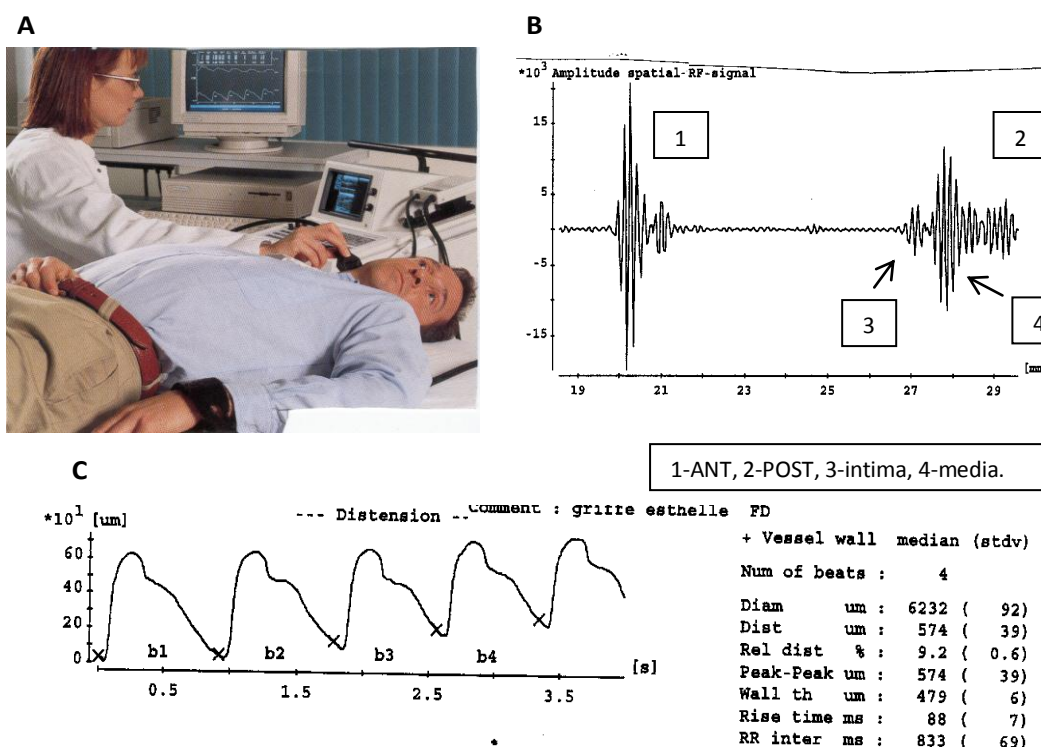 A
B
*10³ Amplitude spatial-RF-signal
15
5
-5
-15
1
2
3
4
19 21 23 25 27 29
1-ANT, 2-POST, 3-intima, 4-media.
C
*10¹ [um]
--- Distension --
Comment : griffe esthelle FD
60
40
20
0
b1 b2 b3 b4
[s]
0.5 1.5 2.5 3.5
+ Vessel wall median (stdv)
Num of beats : 4
Diam um : 6232 ( 92)
Dist um : 574 ( 39)
Rel dist % : 9.2 ( 0.6)
Peak-Peak um : 574 ( 39)
Wall th um : 479 ( 6)
Rise time ms : 88 ( 7)
RR inter ms : 833 ( 69)